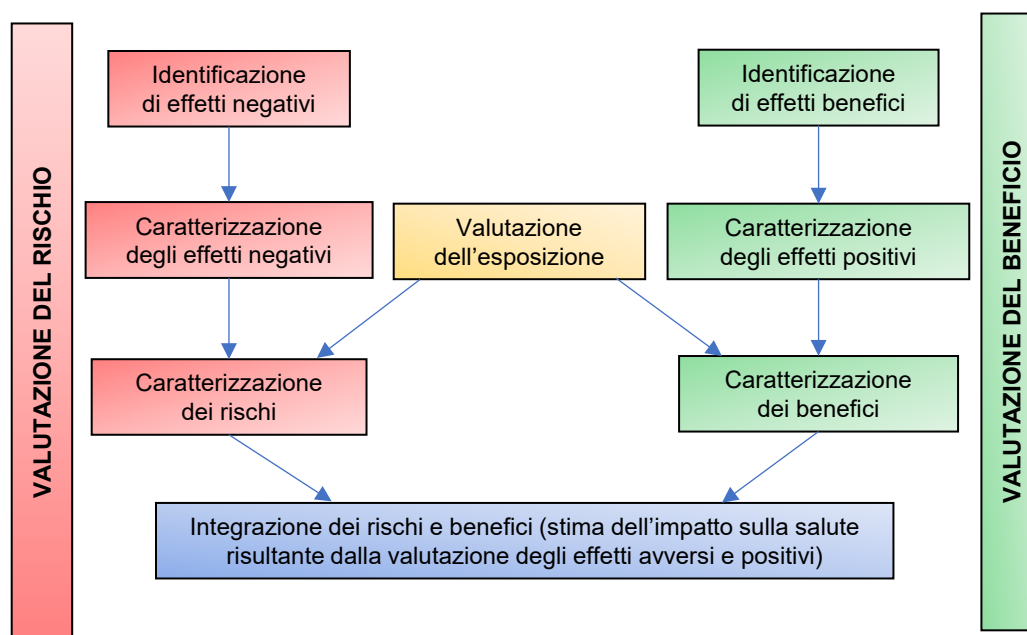 VALUTAZIONE DEL RISCHIO
Identificazione
di effetti negativi
Identificazione
di effetti benefici
Caratterizzazione
degli effetti negativi
Valutazione
dell'esposizione
Caratterizzazione
degli effetti positivi
Caratterizzazione
dei rischi
Caratterizzazione
dei benefici
Integrazione dei rischi e benefici (stima dell'impatto sulla salute
risultante dalla valutazione degli effetti avversi e positivi)
VALUTAZIONE DEL BENEFICIO